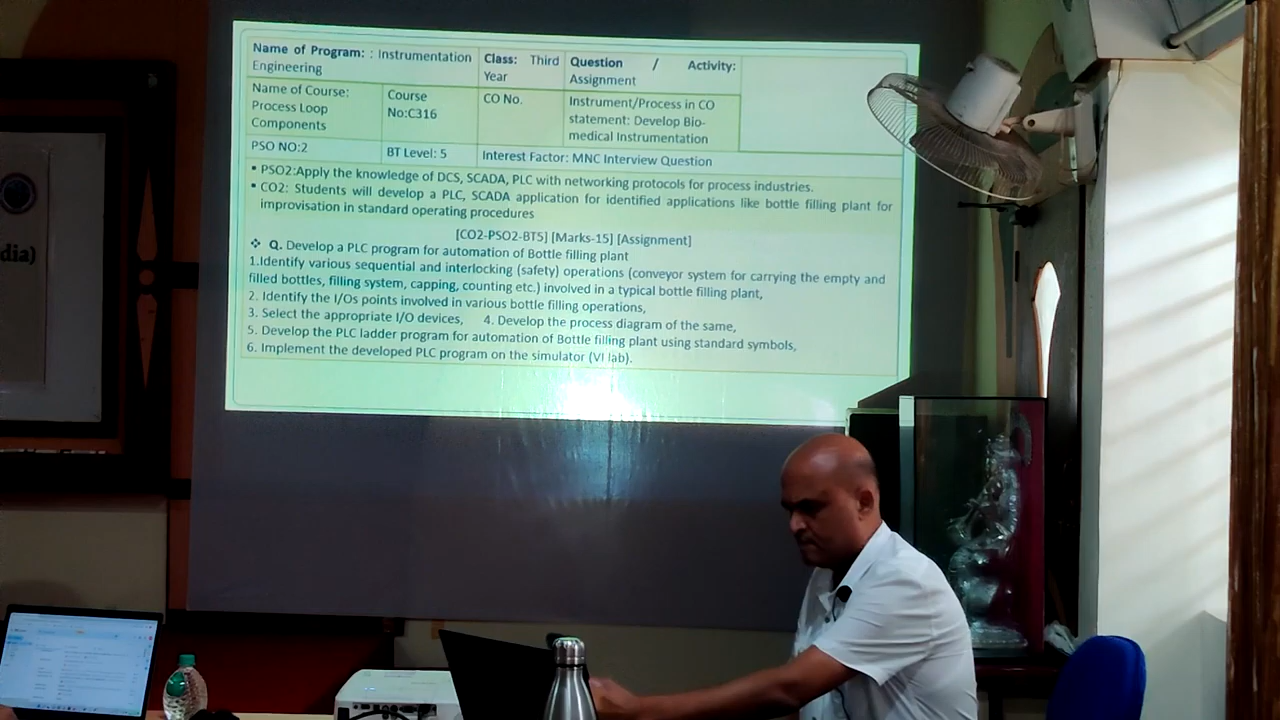 Name of Program: : Instrumentation Engineering
Class: Third Year
Question / Activity: Assignment
Name of Course: Process Loop Components
Course No:C316
CO No.
Instrument/Process in CO statement: Develop Bio-medical Instrumentation
PSO NO:2
BT Level: 5
Interest Factor: MNC Interview Question
• PSO2:Apply the knowledge of DCS, SCADA, PLC with networking protocols for process industries.
• CO2: Students will develop a PLC, SCADA application for identified applications like bottle filling plant for
improvisation in standard operating procedures
[CO2-PSO2-BT5] [Marks-15] [Assignment]
❖ Q. Develop a PLC program for automation of Bottle filling plant
1.Identify various sequential and interlocking (safety) operations (conveyor system for carrying the empty and
filled bottles, filling system, capping, counting etc.) involved in a typical bottle filling plant,
2. Identify the I/Os points involved in various bottle filling operations,
3. Select the appropriate I/O devices, 4. Develop the process diagram of the same,
5. Develop the PLC ladder program for automation of Bottle filling plant using standard symbols,
6. Implement the developed PLC program on the simulator (VI lab).
dia)